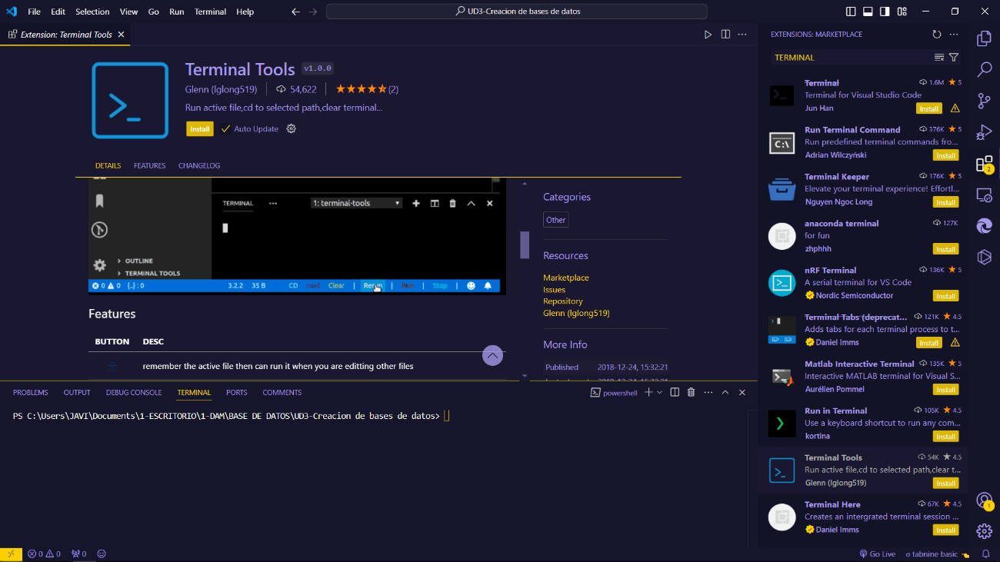 File Edit Selection View Go Run Terminal Help
UD3-Creacion de bases de datos
Extension: Terminal Tools
Terminal Tools v1.0.0
Glenn (lglong519) 54,622 (2)
Run active file,cd to selected path,clear terminal...
Install Auto Update
DETAILS FEATURES CHANGELOG
TERMINAL ... 1: terminal-tools
OUTLINE
TERMINAL TOOLS
0 0 {..} : 0 3.2.2 35 B CD Clear | Rerun | Run | Stop |
Features
BUTTON DESC
remember the active file then can run it when you are editting other files
Categories
Other
Resources
Marketplace
Issues
Repository
Glenn (lglong519)
More Info
Published 2018-12-24, 15:32:21
PROBLEMS OUTPUT DEBUG CONSOLE TERMINAL PORTS COMMENTS
powershell
PS C:\Users\JAVI\Documents\1-ESCRITORIO\1-DAM\BASE DE DATOS\UD3-Creacion de bases de datos>
EXTENSIONS: MARKETPLACE
TERMINAL
Terminal 1.6M 5
Terminal for Visual Studio Code
Jun Han Install
Run Terminal Command 376K 5
Run predefined terminal commands fro...
Adrian Wilczyński Install
Terminal Keeper 176K 5
Elevate your terminal experience! Effortl...
Nguyen Ngoc Long Install
anaconda terminal 127K
for fun
zhphhh Install
nRF Terminal 136K 5
A serial terminal for VS Code
Nordic Semiconductor Install
Terminal Tabs (deprecat... 121K 4.5
Adds tabs for each terminal process to t...
Daniel Imms Install
Matlab Interactive Terminal 135K 5
Interactive MATLAB terminal for Visual S...
Aurélien Pommel Install
Run in Terminal 105K 4.5
Use a keyboard shortcut to run any com...
kortina Install
Terminal Tools 54K 4.5
Run active file,cd to selected path,clear t...
Glenn (lglong519) Install
Terminal Here 67K 4.5
Creates an intergrated terminal session ...
Daniel Imms Install
2
1
0 0 0
Go Live tabnine basic